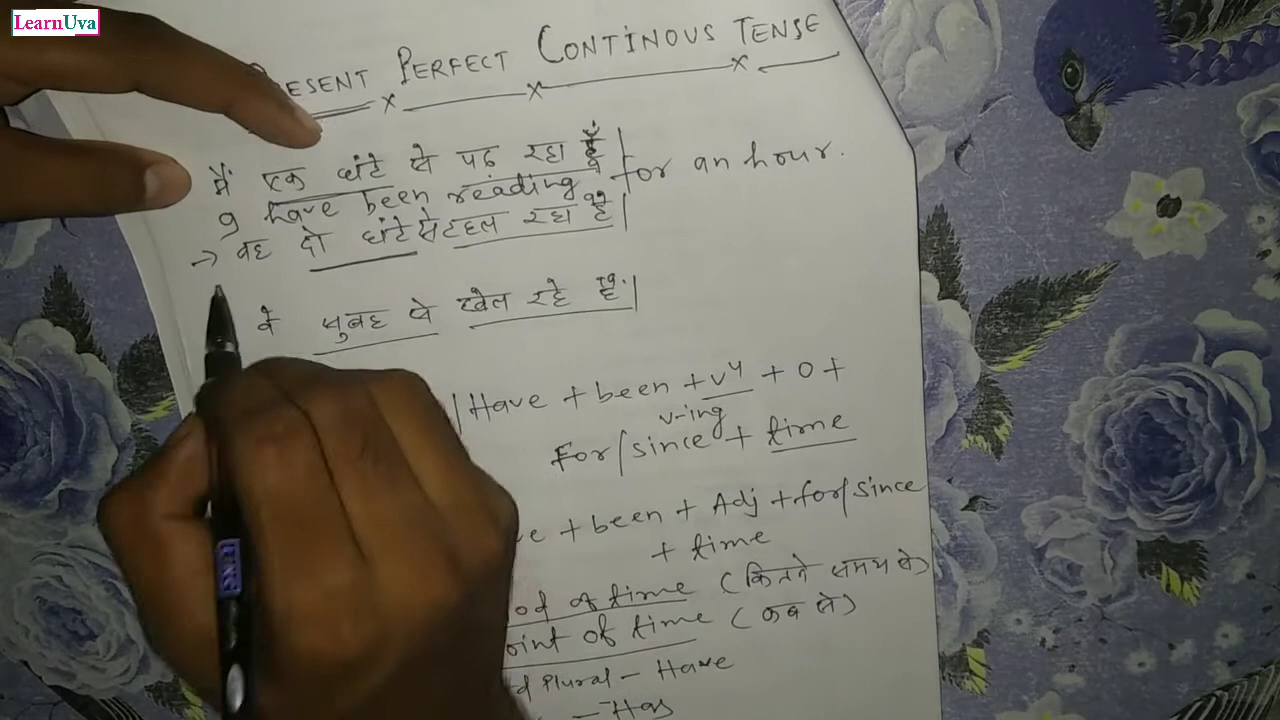 LearnUva
PRESENT PERFECT CONTINOUS TENSE
मैं एक घंटे से पढ़ रहा हूँ|
I have been reading for an hour.
→ वह दो घंटे से टहल रहा है|
वे सुबह से खेल रहे हैं|
|Have + been + v4 + O +
v-ing
For/since + time
+ been + Adj + for/since
+ time
of time (कितने समय से)
point of time (कब से)
Plural - Have
- Has